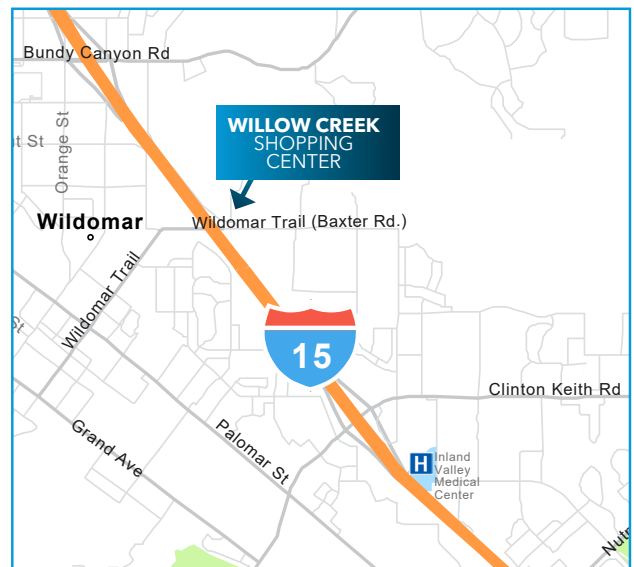 Bundy Canyon Rd
Orange St
t St
WILLOW CREEK
SHOPPING
CENTER
Wildomar
Wildomar Trail (Baxter Rd.)
Wildomar Trail
St
15
Clinton Keith Rd
Grand Ave
Palomar St
H
Inland
Valley
Medical
Center
Nutm